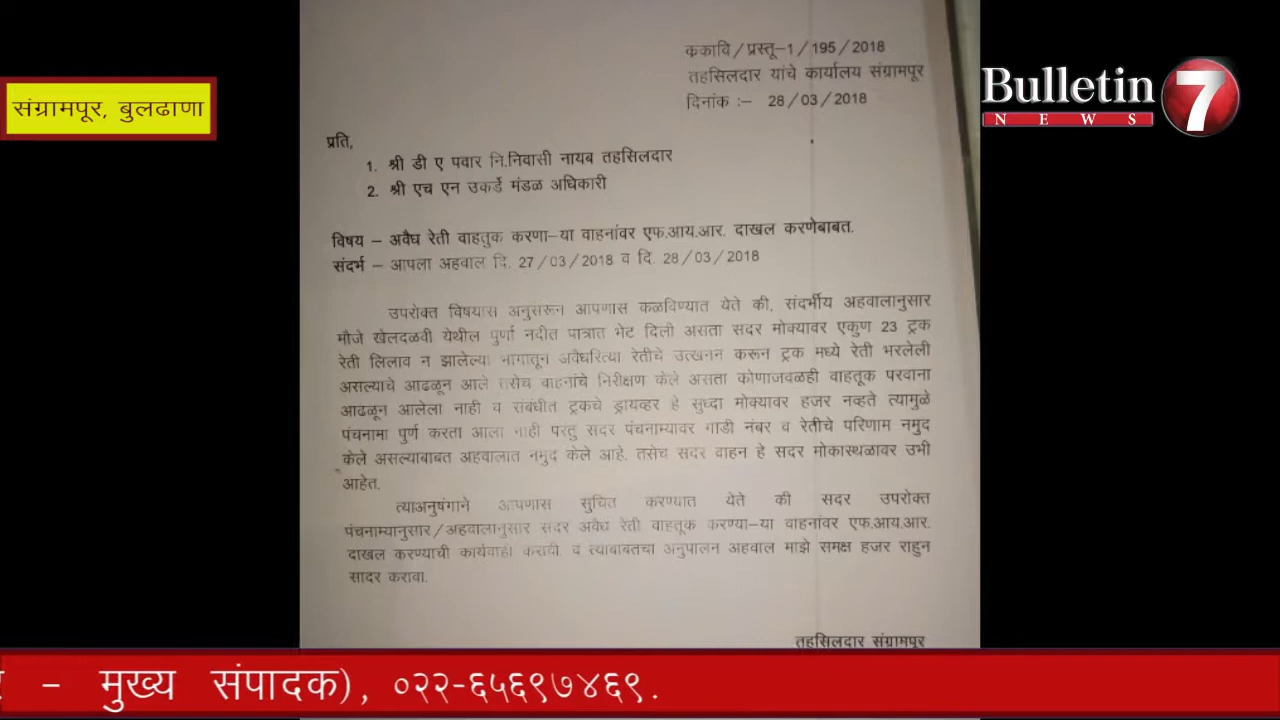 ककावि/प्रस्तू-1/195/2018
तहसिलदार यांचे कार्यालय संग्रामपूर
दिनांक :- 28/03/2018
संग्रामपूर, बुलढाणा
Bulletin 7
NEWS
प्रति,
1. श्री डी ए पवार नि.निवासी नायब तहसिलदार
2. श्री एच एन उकर्डे मंडळ अधिकारी
विषय – अवैध रेती वाहतुक करणा-या वाहनांवर एफ.आय.आर. दाखल करणेबाबत.
संदर्भ – आपला अहवाल दि. 27/03/2018 व दि. 28/03/2018
उपरोक्त विषयास अनुसरून आपणास कळविण्यात येते की, संदर्भीय अहवालानुसार
मौजे खेलदळवी येथील पुर्णा नदीत पात्रात भेट दिली असता सदर मोक्यावर एकुण 23 ट्रक
रेती लिलाव न झालेल्या भागातून अवैधरित्या रेतीचे उत्खनन करून ट्रक मध्ये रेती भरलेली
असल्याचे आढळून आले तसेच वाहनांचे निरीक्षण केले असता कोणाजवळही वाहतूक परवाना
आढळून आलेला नाही व संबंधीत ट्रकचे ड्रायव्हर हे सुध्दा मोक्यावर हजर नव्हते त्यामुळे
पंचनामा पुर्ण करता आला नाही परतु सदर पंचनाम्यावर गाडी नंबर व रेतीचे परिणाम नमुद
केले असल्याबाबत अहवालात नमुद केले आहे. तसेच सदर वाहन हे सदर मोकास्थळावर उभी
आहेत.
त्याअनुषंगाने आपणास सुचित करण्यात येते की सदर उपरोक्त
पंचनाम्यानुसार/अहवालानुसार सदर अवैध रेती वाहतूक करण्या-या वाहनांवर एफ.आय.आर.
दाखल करण्याची कार्यवाही करावी. व त्याबाबतचा अनुपालन अहवाल माझे समक्ष हजर राहुन
सादर करावा.
तहसिलदार संग्रामपूर
- मुख्य संपादक), ०२२-६५६९७४६९.